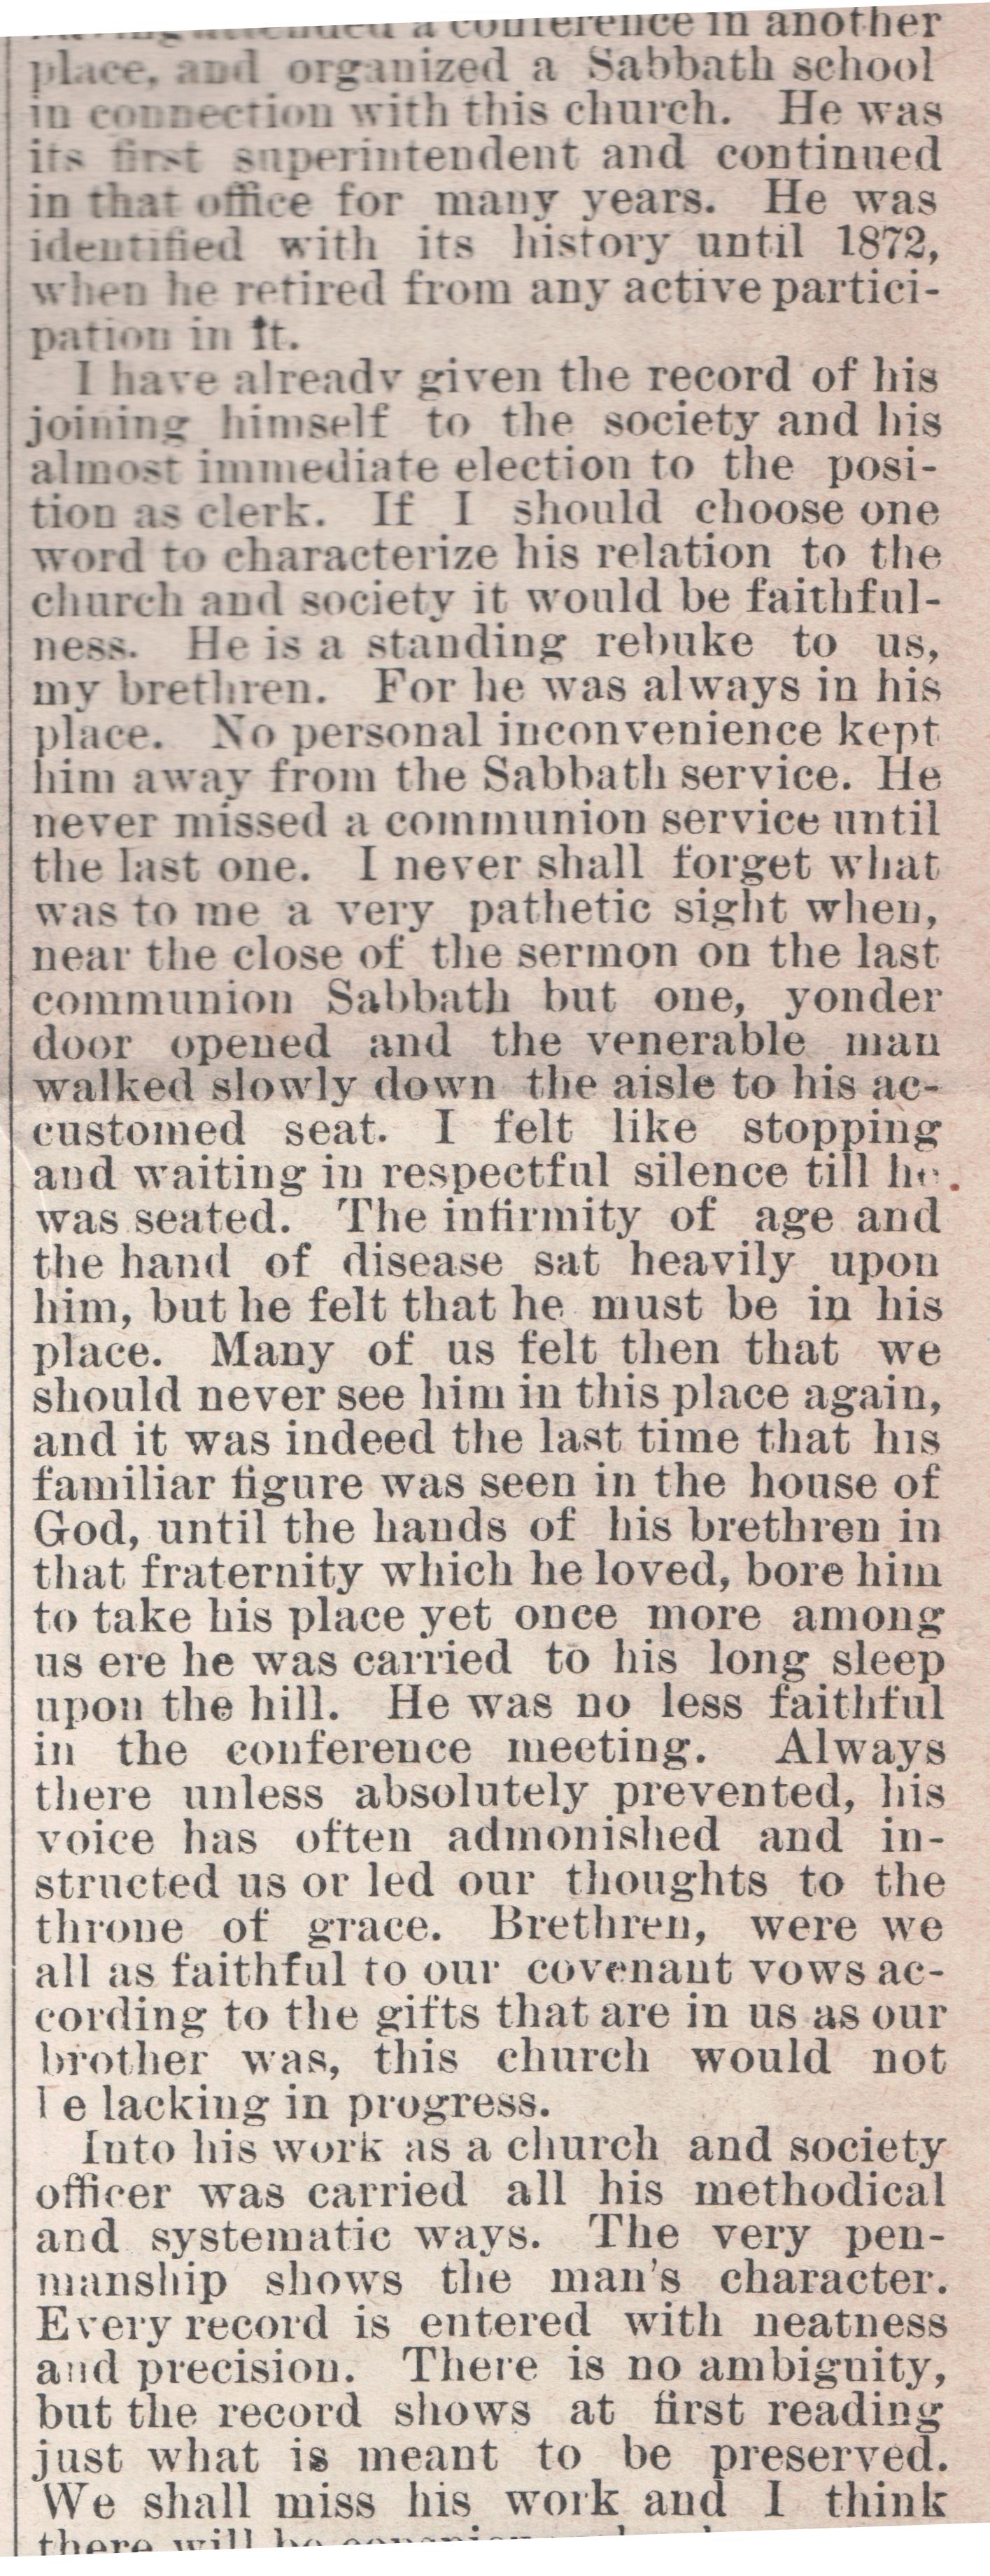 a conference in another
place, and organized a Sabbath school
in connection with this church. He was
its first superintendent and continued
in that office for many years. He was
identified with its history until 1872,
when he retired from any active partici-
pation in it.
I have already given the record of his
joining himself to the society and his
almost immediate election to the posi-
tion as clerk. If I should choose one
word to characterize his relation to the
church and society it would be faithful-
ness. He is a standing rebuke to us,
my brethren. For he was always in his
place. No personal inconvenience kept
him away from the Sabbath service. He
never missed a communion service until
the last one. I never shall forget what
was to me a very pathetic sight when,
near the close of the sermon on the last
communion Sabbath but one, yonder
door opened and the venerable man
walked slowly down the aisle to his ac-
customed seat. I felt like stopping
and waiting in respectful silence till he
was seated. The infirmity of age and
the hand of disease sat heavily upon
him, but he felt that he must be in his
place. Many of us felt then that we
should never see him in this place again,
and it was indeed the last time that his
familiar figure was seen in the house of
God, until the hands of his brethren in
that fraternity which he loved, bore him
to take his place yet once more among
us ere he was carried to his long sleep
upon the hill. He was no less faithful
in the conference meeting. Always
there unless absolutely prevented, his
voice has often admonished and in-
structed us or led our thoughts to the
throne of grace. Brethren, were we
all as faithful to our covenant vows ac-
cording to the gifts that are in us as our
brother was, this church would not
be lacking in progress.
Into his work as a church and society
officer was carried all his methodical
and systematic ways. The very pen-
manship shows the man's character.
Every record is entered with neatness
and precision. There is no ambiguity,
but the record shows at first reading
just what is meant to be preserved.
We shall miss his work and I think
there will be